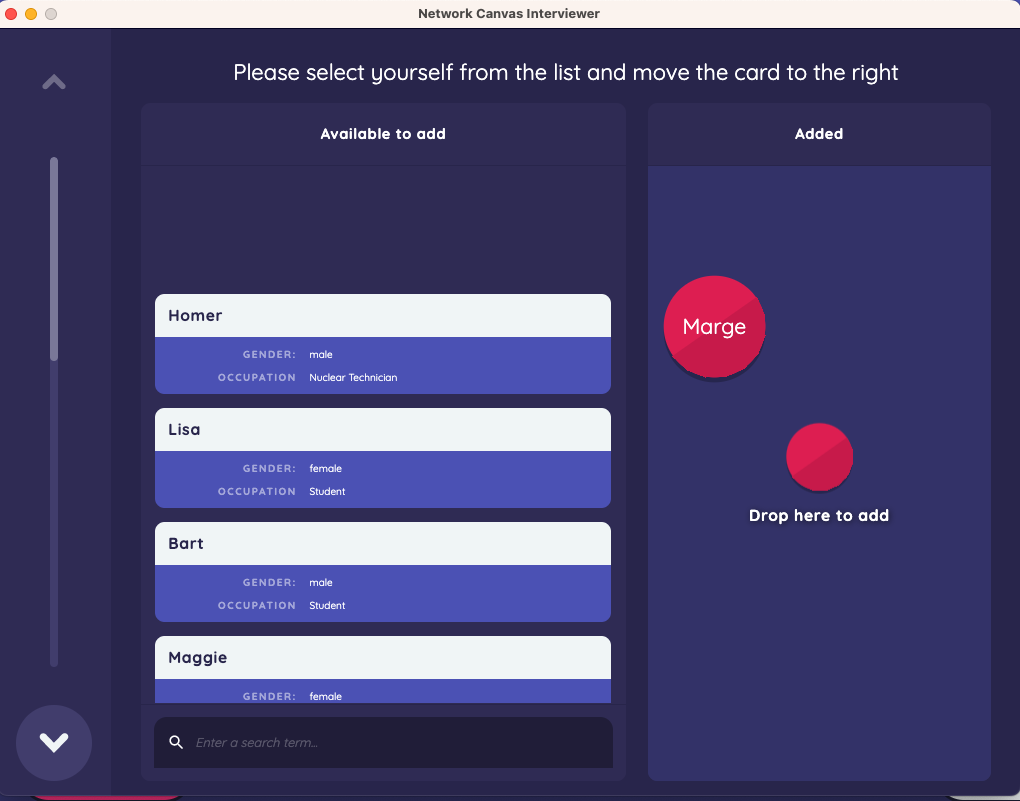 Network Canvas Interviewer
Please select yourself from the list and move the card to the right
Available to add
Homer
GENDER: male
OCCUPATION Nuclear Technician
Lisa
GENDER: female
OCCUPATION Student
Bart
GENDER: male
OCCUPATION Student
Maggie
GENDER: female
Enter a search term...
Added
Marge
Drop here to add